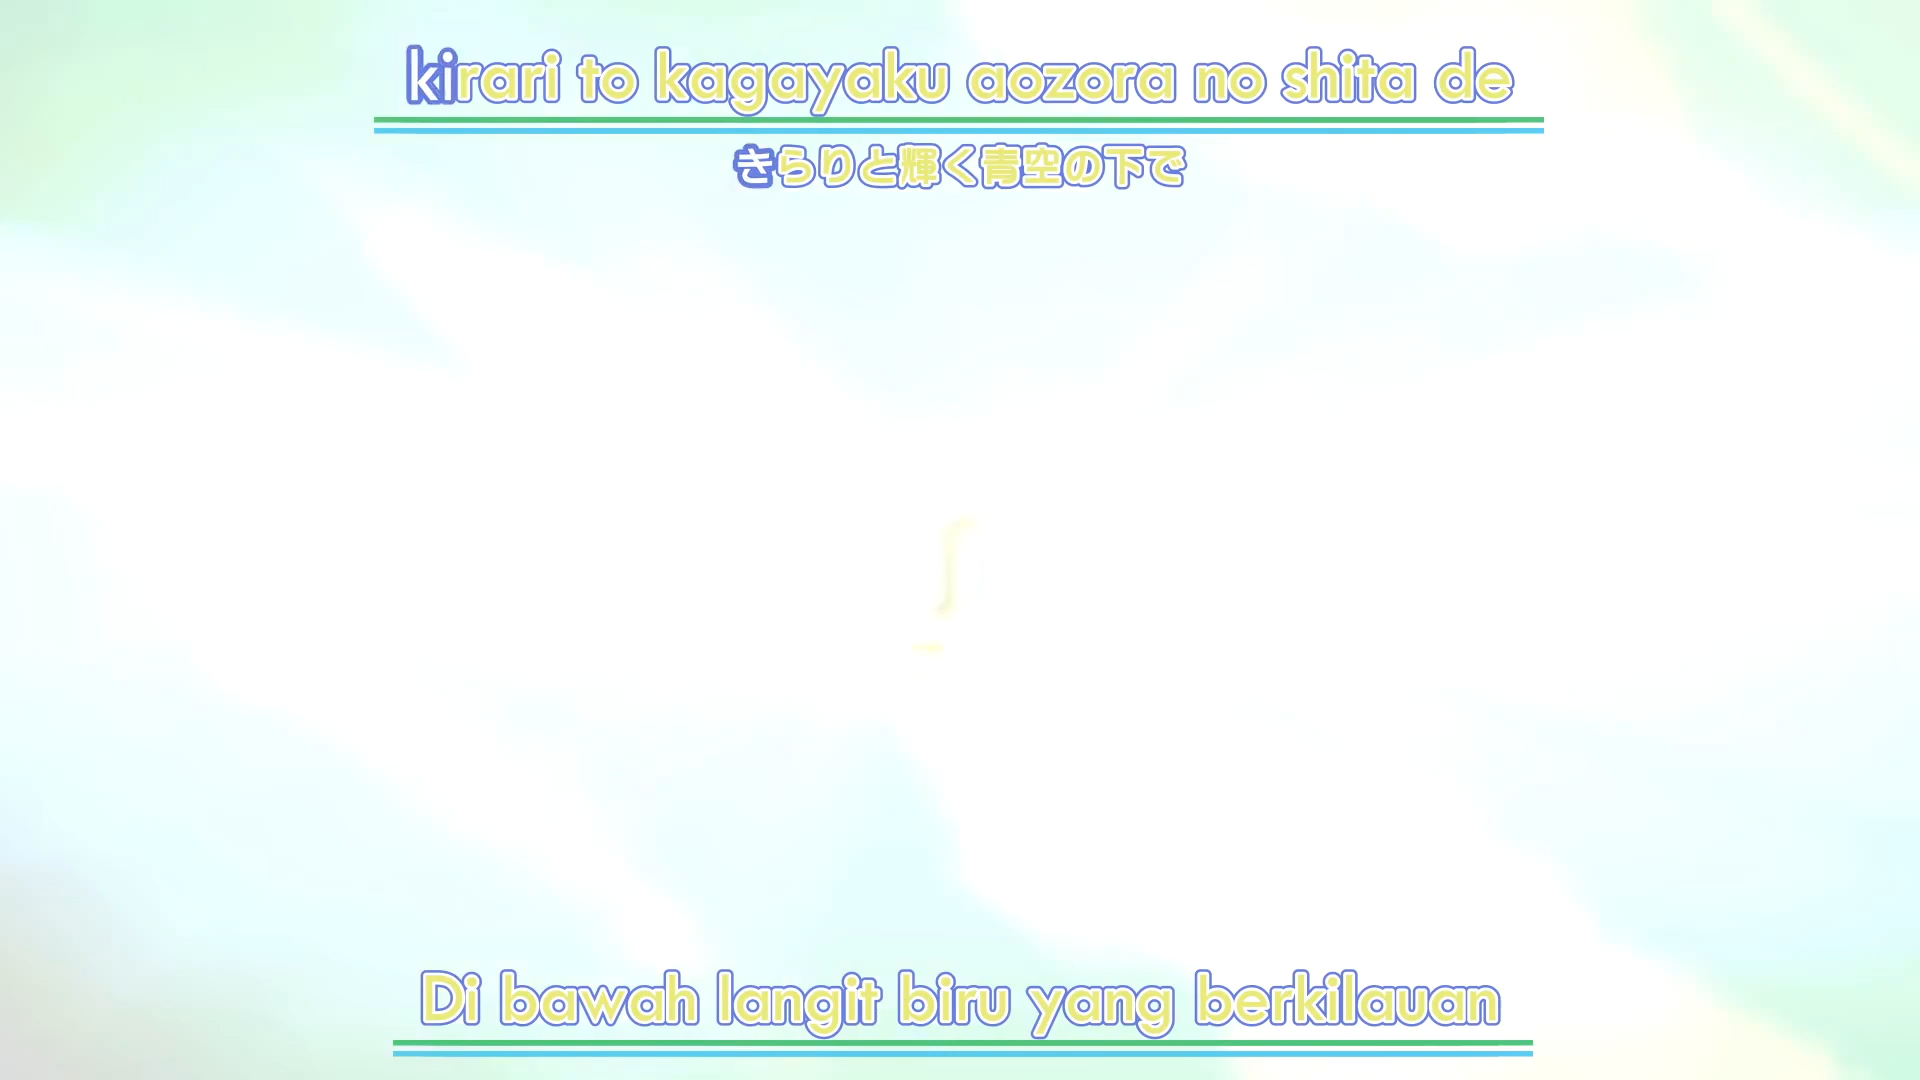 kirari to kagayaku aozora no shita de
きらりと輝く青空の下で
Di bawah langit biru yang berkilauan